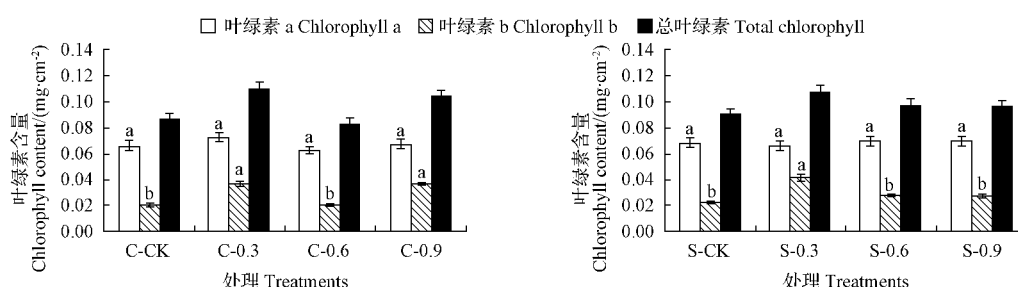 叶绿素 a Chlorophyll a 叶绿素 b Chlorophyll b 总叶绿素 Total chlorophyll
叶绿素含量
Chlorophyll content/(mg·cm-2)
0.14
0.12
0.10
0.08
0.06
0.04
0.02
0.00
a b a a a b a a
C-CK C-0.3 C-0.6 C-0.9
处理 Treatments
叶绿素含量
Chlorophyll content/(mg·cm-2)
0.14
0.12
0.10
0.08
0.06
0.04
0.02
0.00
a b a a a b a b
S-CK S-0.3 S-0.6 S-0.9
处理 Treatments